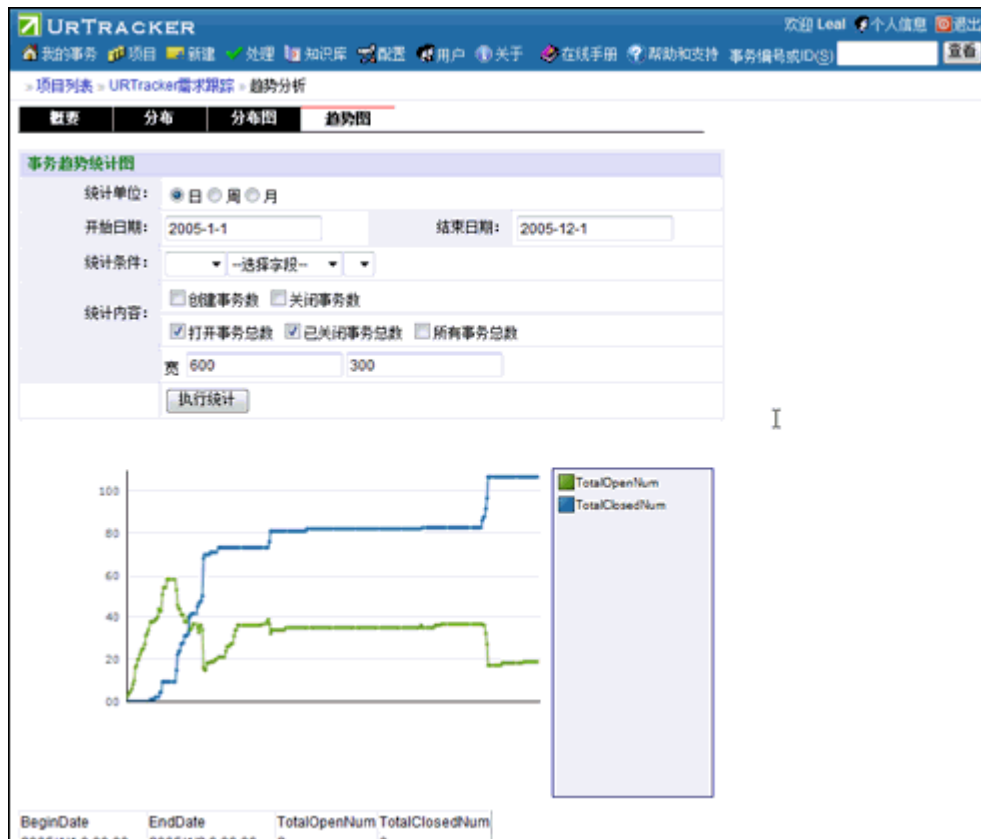 URTRACKER
欢迎 Leal 个人信息 退出
我的事务 项目 新建 处理 知识库 配置 用户 关于 在线手册 帮助和支持 事务编号或ID(S) 查看
» 项目列表 » URTracker需求跟踪 » 趋势分析
概要 分布 分布图 趋势图
事务趋势统计图
统计单位: 日 周 月
开始日期: 2005-1-1 结束日期: 2005-12-1
统计条件: --选择字段--
统计内容: 创建事务数 关闭事务数
打开事务总数 已关闭事务总数 所有事务总数
宽 600 300
执行统计
100
80
60
40
20
00
TotalOpenNum
TotalClosedNum
BeginDate EndDate TotalOpenNum TotalClosedNum